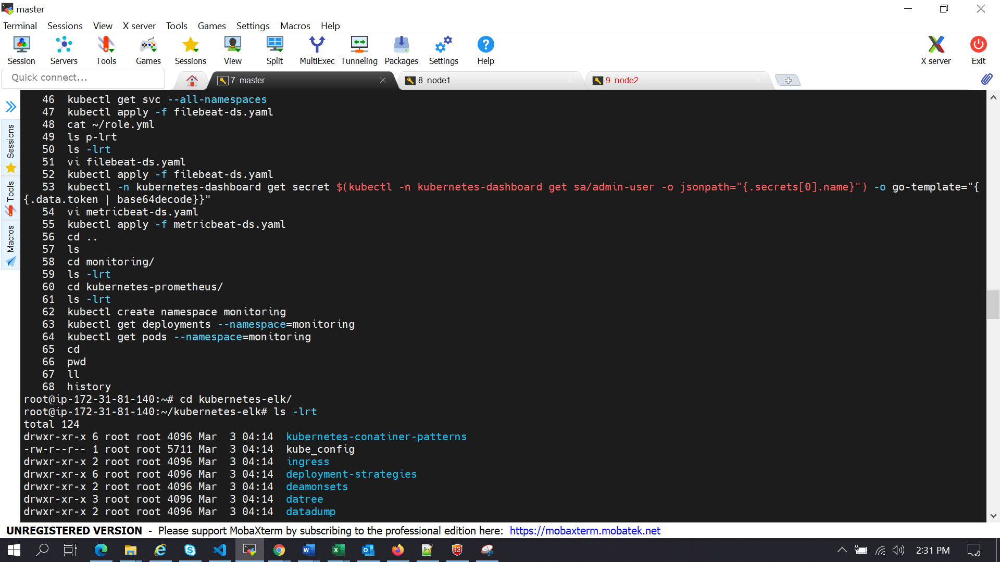 master
Terminal Sessions View X server Tools Games Settings Macros Help
Session Servers Tools Games Sessions View Split MultiExec Tunneling Packages Settings Help X server Exit
Quick connect...
7. master
8. node1
9. node2
Sessions
Tools
Macros
46 kubectl get svc --all-namespaces
47 kubectl apply -f filebeat-ds.yaml
48 cat ~/role.yml
49 ls p-lrt
50 ls -lrt
51 vi filebeat-ds.yaml
52 kubectl apply -f filebeat-ds.yaml
53 kubectl -n kubernetes-dashboard get secret $(kubectl -n kubernetes-dashboard get sa/admin-user -o jsonpath="{.secrets[0].name}") -o go-template="{
{.data.token | base64decode}}"
54 vi metricbeat-ds.yaml
55 kubectl apply -f metricbeat-ds.yaml
56 cd ..
57 ls
58 cd monitoring/
59 ls -lrt
60 cd kubernetes-prometheus/
61 ls -lrt
62 kubectl create namespace monitoring
63 kubectl get deployments --namespace=monitoring
64 kubectl get pods --namespace=monitoring
65 cd
66 pwd
67 ll
68 history
root@ip-172-31-81-140:~# cd kubernetes-elk/
root@ip-172-31-81-140:~/kubernetes-elk# ls -lrt
total 124
drwxr-xr-x 6 root root 4096 Mar  3 04:14 kubernetes-conatiner-patterns
-rw-r--r-- 1 root root 5711 Mar  3 04:14 kube_config
drwxr-xr-x 2 root root 4096 Mar  3 04:14 ingress
drwxr-xr-x 6 root root 4096 Mar  3 04:14 deployment-strategies
drwxr-xr-x 2 root root 4096 Mar  3 04:14 deamonsets
drwxr-xr-x 3 root root 4096 Mar  3 04:14 datree
drwxr-xr-x 2 root root 4096 Mar  3 04:14 datadump
UNREGISTERED VERSION - Please support MobaXterm by subscribing to the professional edition here: https://mobaxterm.mobatek.net
2:31 PM